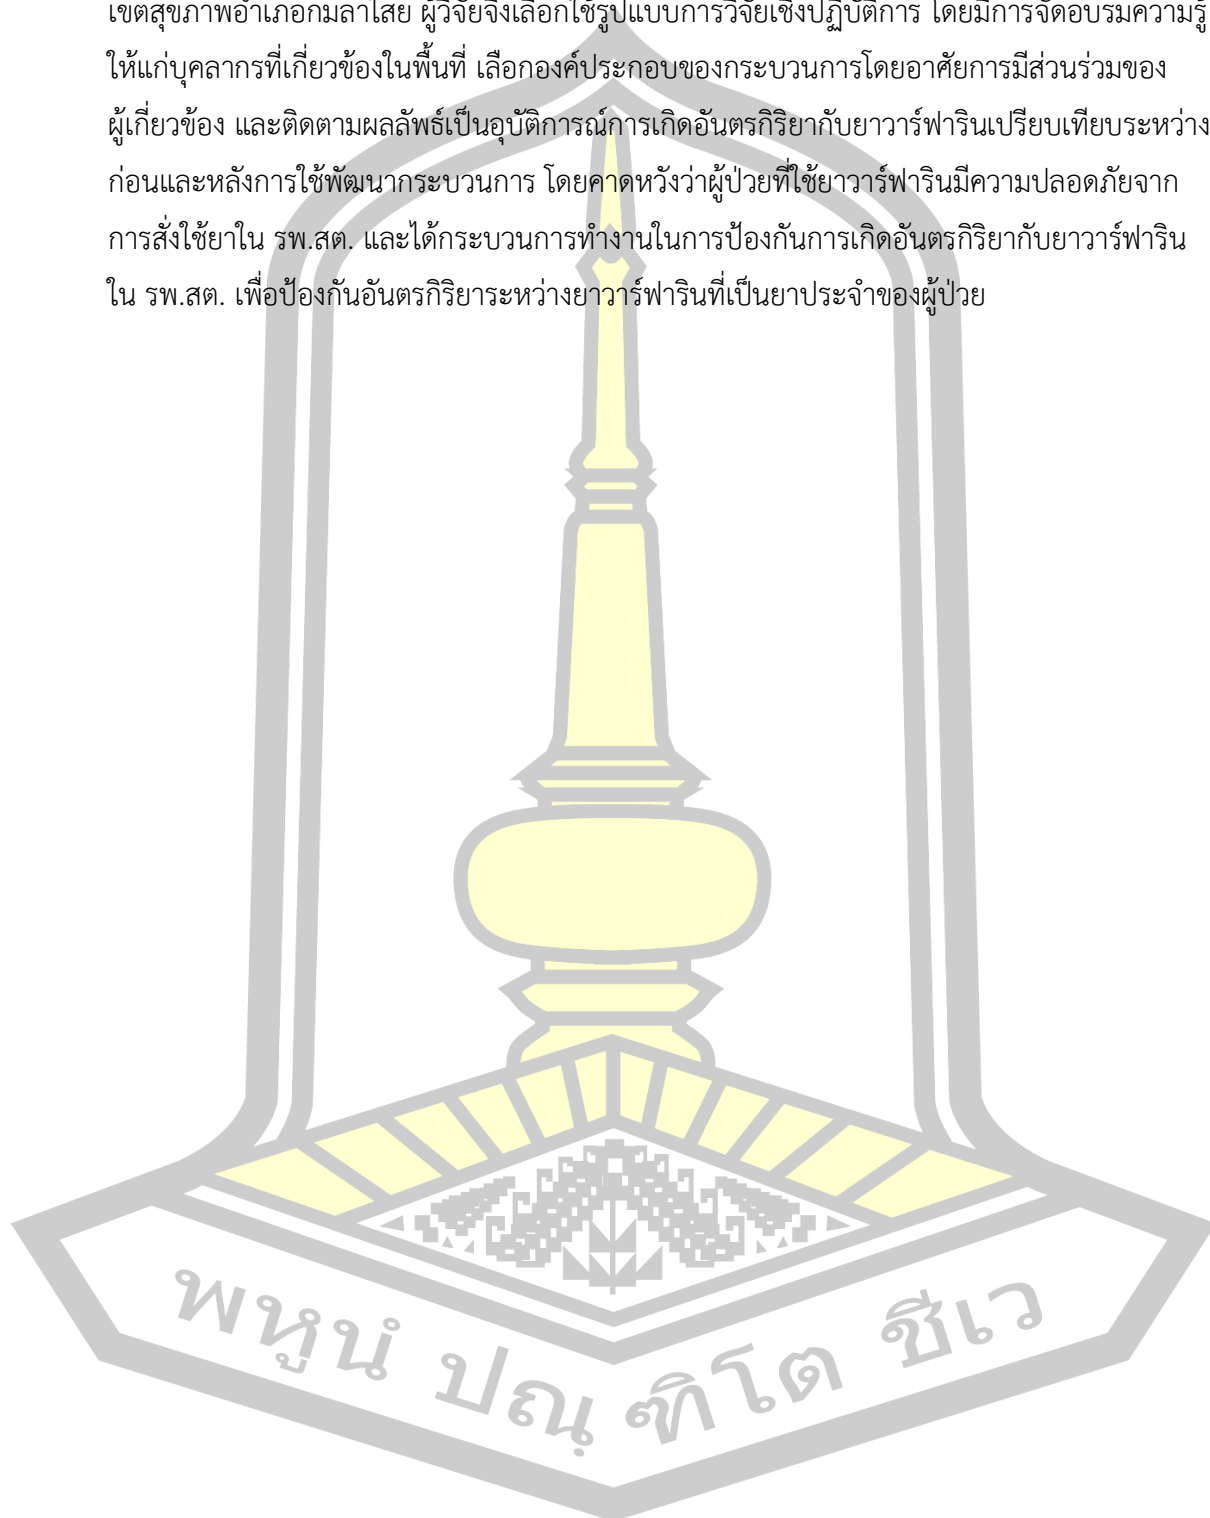 เขตสุขภาพอำเภอกมลาไสย ผู้วิจัยจึงเลือกใช้รูปแบบการวิจัยเชิงปฏิบัติการ โดยมีการจัดอบรมความรู้
ให้แก่บุคลากรที่เกี่ยวข้องในพื้นที่ เลือกองค์ประกอบของกระบวนการโดยอาศัยการมีส่วนร่วมของ
ผู้เกี่ยวข้อง และติดตามผลลัพธ์เป็นอุบัติการณ์การเกิดอันตรกิริยากับยาวาร์ฟารินเปรียบเทียบระหว่าง
ก่อนและหลังการใช้พัฒนากระบวนการ โดยคาดหวังว่าผู้ป่วยที่ใช้ยาวาร์ฟารินมีความปลอดภัยจาก
การสั่งใช้ยาใน รพ.สต. และได้กระบวนการทำงานในการป้องกันการเกิดอันตรกิริยากับยาวาร์ฟาริน
ใน รพ.สต. เพื่อป้องกันอันตรกิริยาระหว่างยาวาร์ฟารินที่เป็นยาประจำของผู้ป่วย
พหูนํ ปณฺฑิโต ชีเว